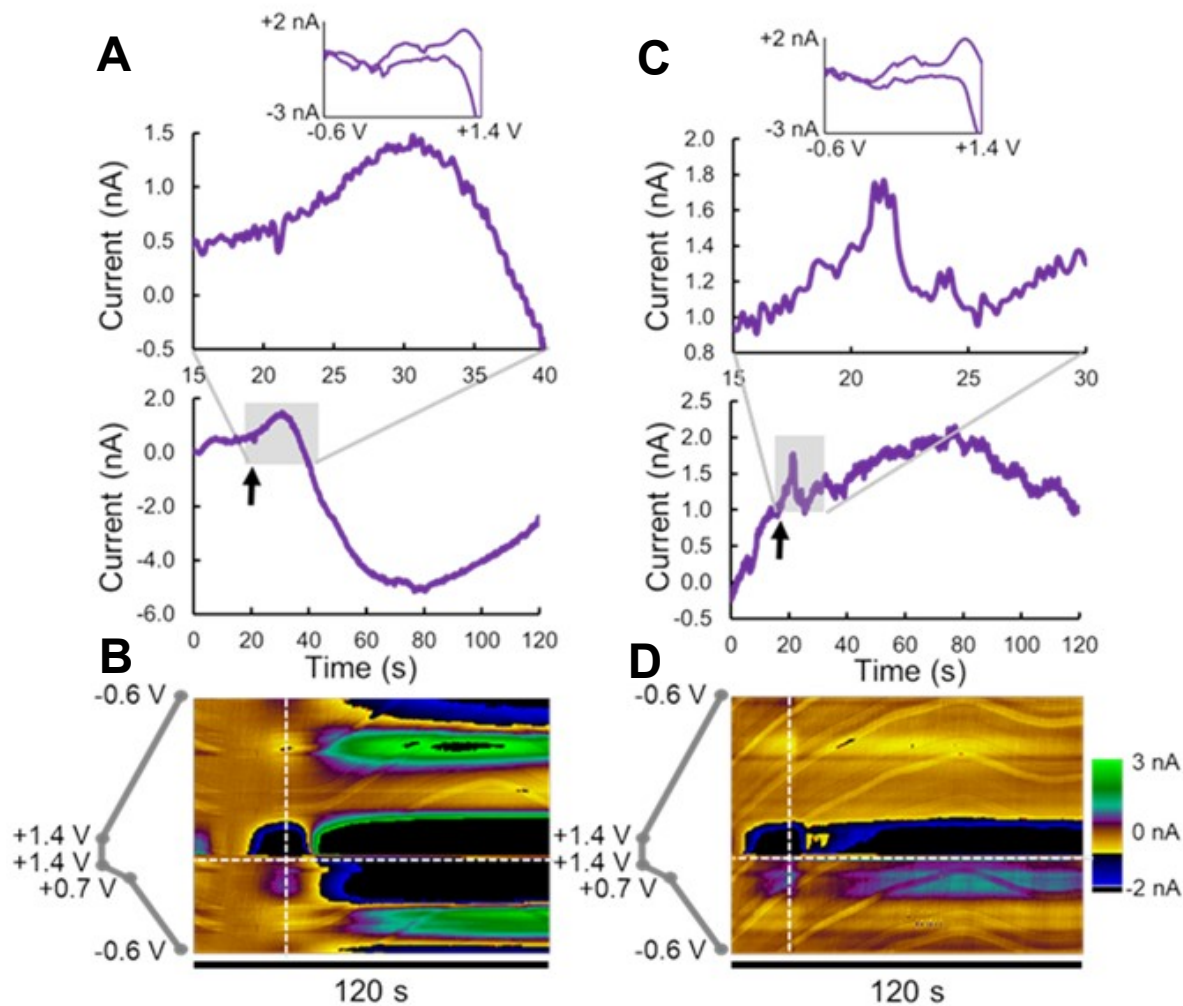 A
+2 nA
-3 nA
-0.6 V
+1.4 V
Current (nA)
1.5
1.0
0.5
0.0
-0.5
15
20
25
30
35
40
Current (nA)
2.0
0.0
-2.0
-4.0
-6.0
0
20
40
60
80
100
120
Time (s)
C
+2 nA
-3 nA
-0.6 V
+1.4 V
Current (nA)
2.0
1.8
1.6
1.4
1.2
1.0
0.8
15
20
25
30
Current (nA)
2.5
2.0
1.5
1.0
0.5
0.0
-0.5
0
20
40
60
80
100
120
Time (s)
B
-0.6 V
+1.4 V
+1.4 V
+0.7 V
-0.6 V
120 s
D
-0.6 V
+1.4 V
+1.4 V
+0.7 V
-0.6 V
120 s
3 nA
0 nA
-2 nA